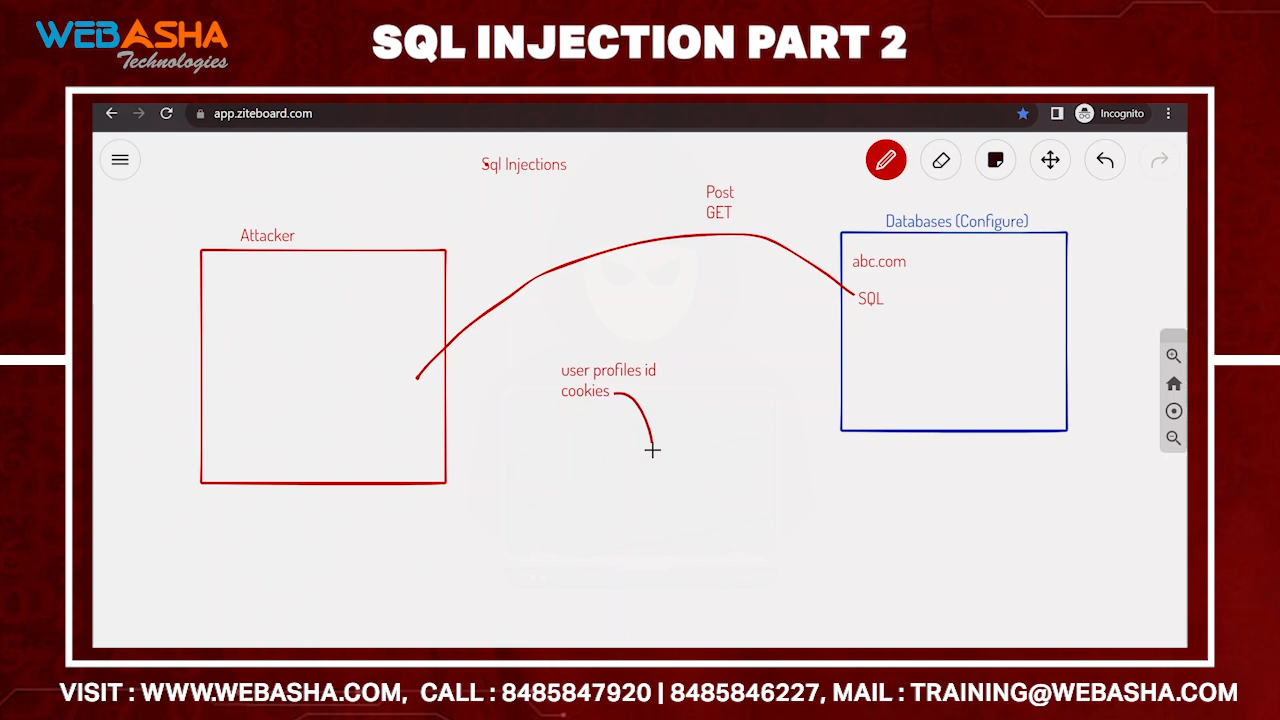 WEBASHA
Technologies
SQL INJECTION PART 2
app.ziteboard.com
Incognito
Sql Injections
Post
GET
Databases (Configure)
Attacker
abc.com
SQL
user profiles id
cookies
VISIT : WWW.WEBASHA.COM, CALL : 8485847920 | 8485846227, MAIL : TRAINING@WEBASHA.COM